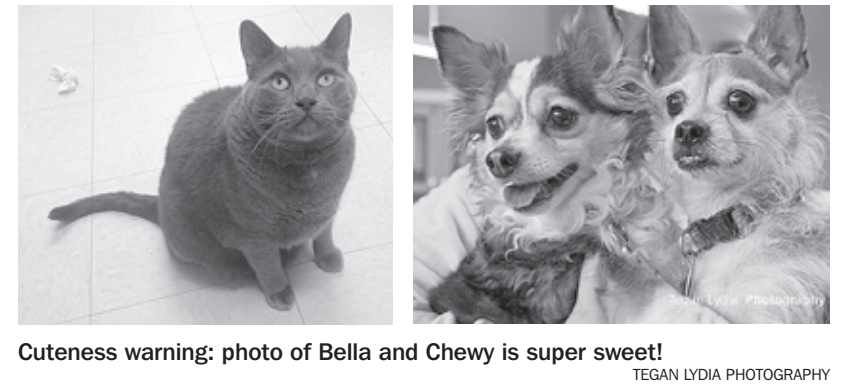 Tegan Lydia Photography
Cuteness warning: photo of Bella and Chewy is super sweet!
TEGAN LYDIA PHOTOGRAPHY